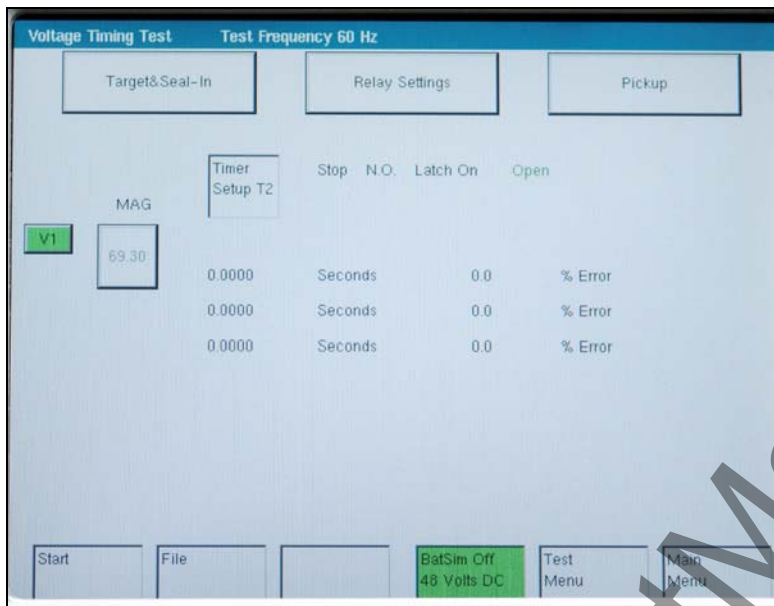 Voltage Timing Test Test Frequency 60 Hz
Target&Seal-In Relay Settings Pickup
Timer Stop N.O. Latch On Open
Setup T2
MAG
V1 69.30
0.0000 Seconds 0.0 % Error
0.0000 Seconds 0.0 % Error
0.0000 Seconds 0.0 % Error
Start File BatSim Off Test Main
48 Volts DC Menu Menu